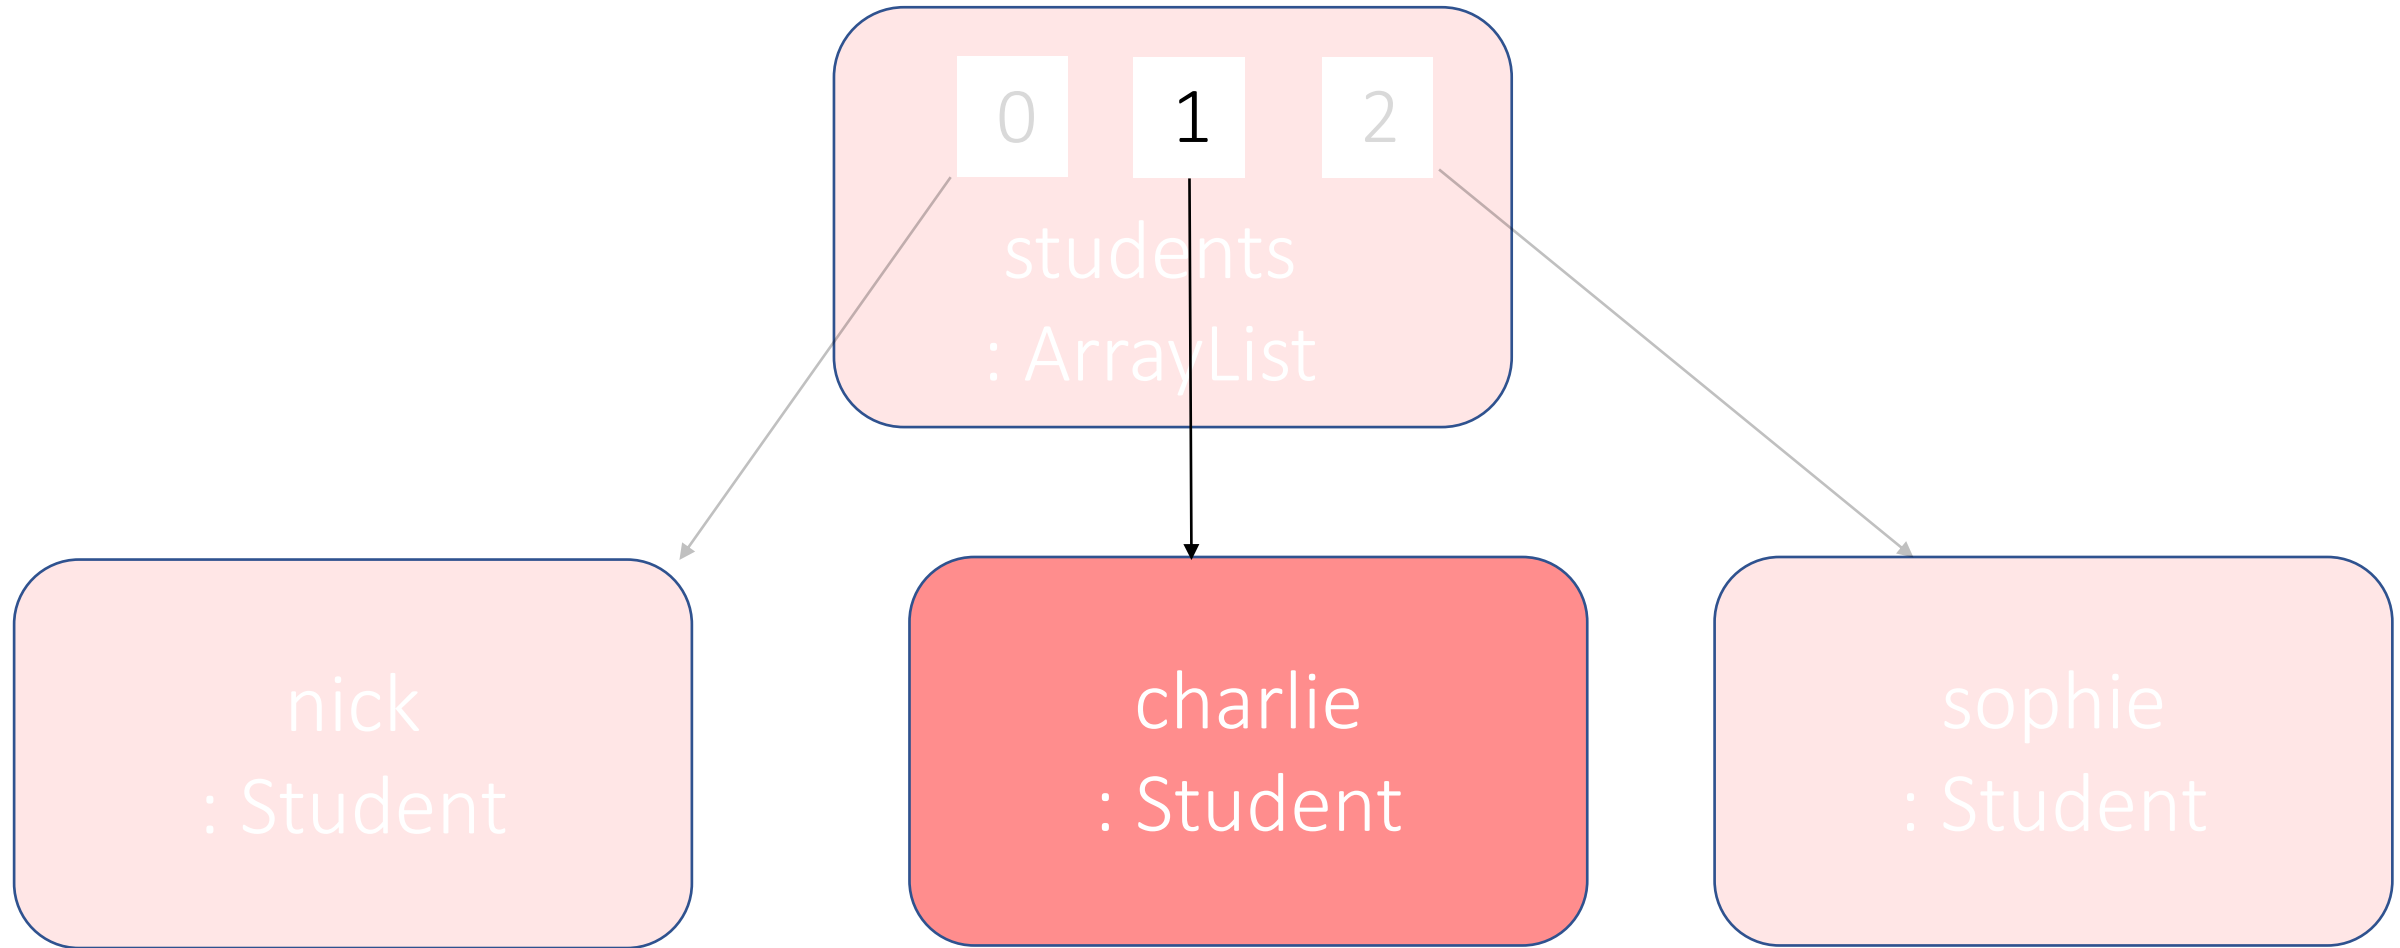 0 1 2
students
: ArrayList
nick
: Student
charlie
: Student
sophie
: Student